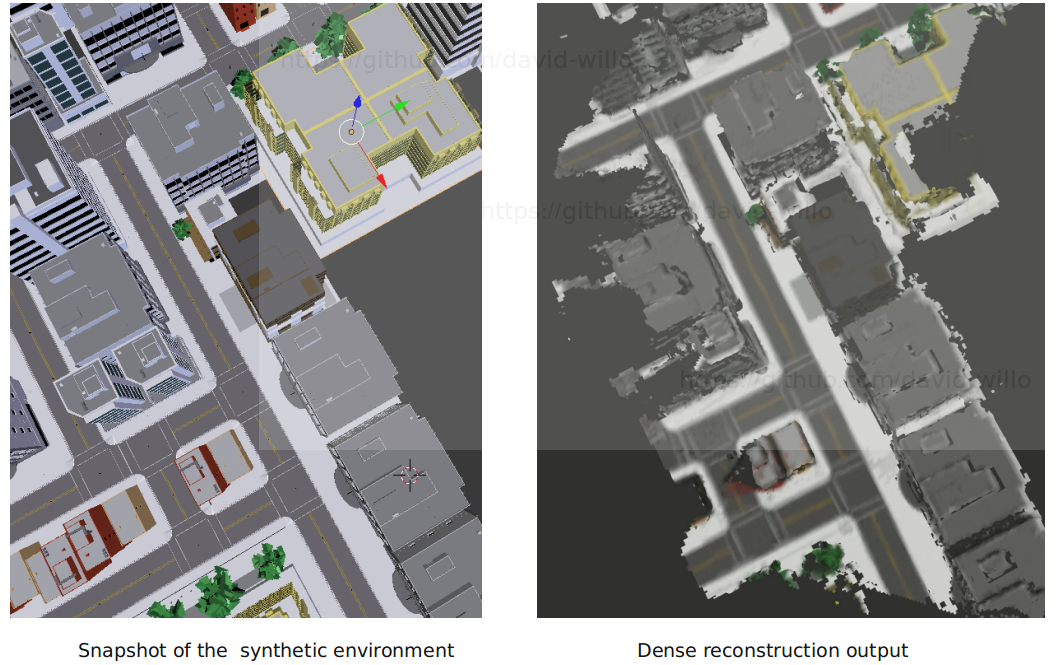 http://github.com/david-willo
https://github.com/david-willo
https://github.com/david-willo
Snapshot of the synthetic environment
Dense reconstruction output